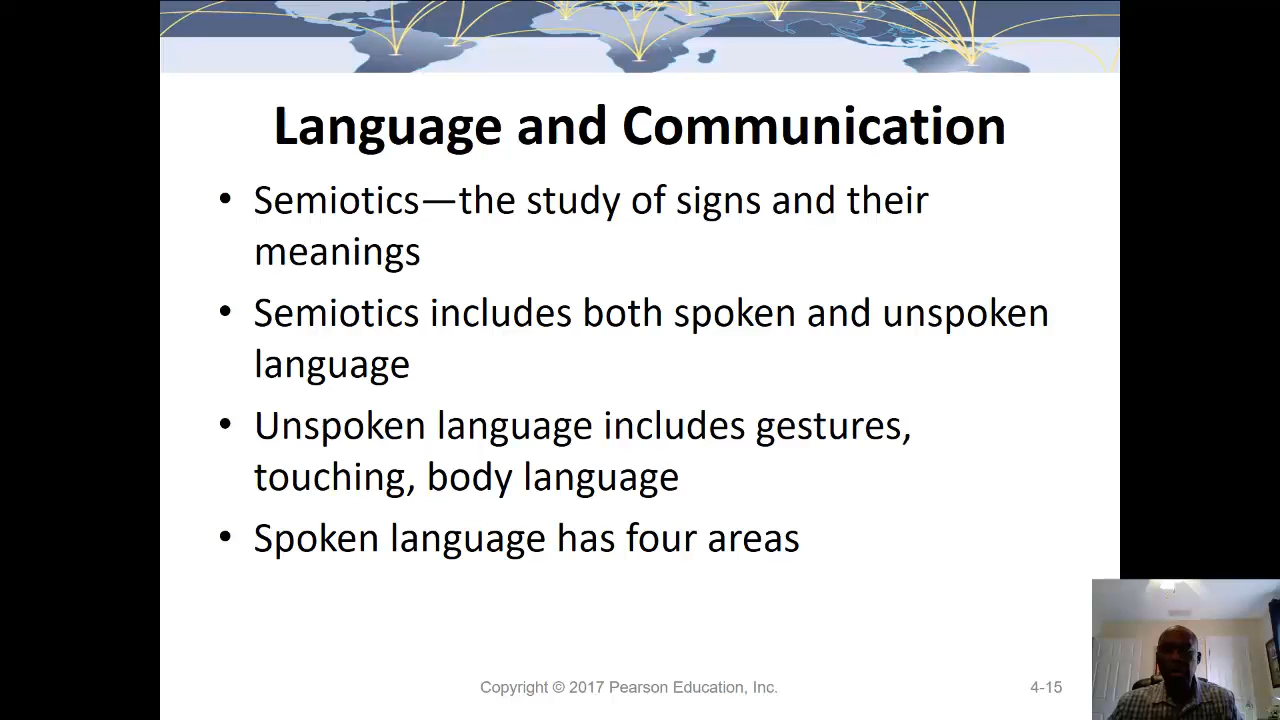 Language and Communication
• Semiotics—the study of signs and their
meanings
• Semiotics includes both spoken and unspoken
language
• Unspoken language includes gestures,
touching, body language
• Spoken language has four areas
Copyright © 2017 Pearson Education, Inc.
4-15